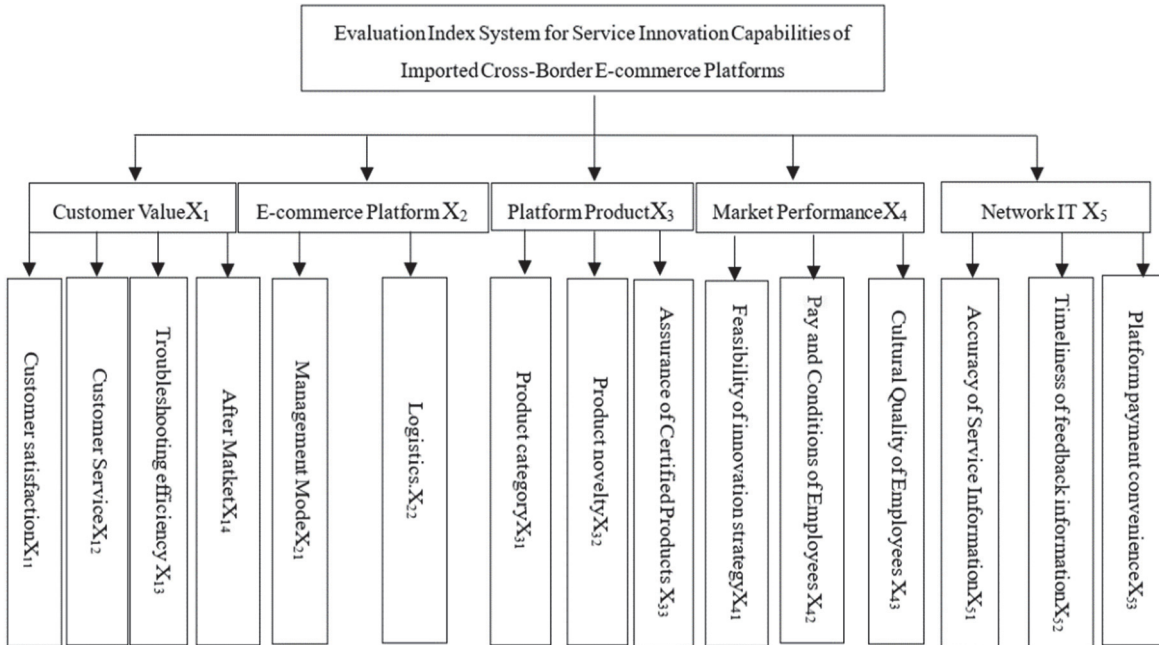 Evaluation Index System for Service Innovation Capabilities of
Imported Cross-Border E-commerce Platforms
Customer ValueX₁
E-commerce Platform X₂
Platform ProductX₃
Market PerformanceX₄
Network IT X₅
Customer satisfactionX₁₁
Customer ServiceX₁₂
Troubleshooting efficiency X₁₃
After MatketX₁₄
Management ModeX₂₁
Logistics.X₂₂
Product categoryX₃₁
Product noveltyX₃₂
Assurance of Certified Products X₃₃
Feasibility of innovation strategyX₄₁
Pay and Conditions of Employees X₄₂
Cultural Quality of Employees X₄₃
Accuracy of Service InformationX₅₁
Timeliness of feedback informationX₅₂
Platform payment convenienceX₅₃